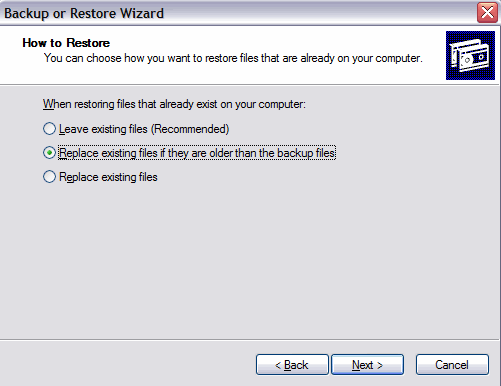 Backup or Restore Wizard
How to Restore
You can choose how you want to restore files that are already on your computer.
When restoring files that already exist on your computer:
Leave existing files (Recommended)
Replace existing files if they are older than the backup files
Replace existing files
< Back
Next >
Cancel